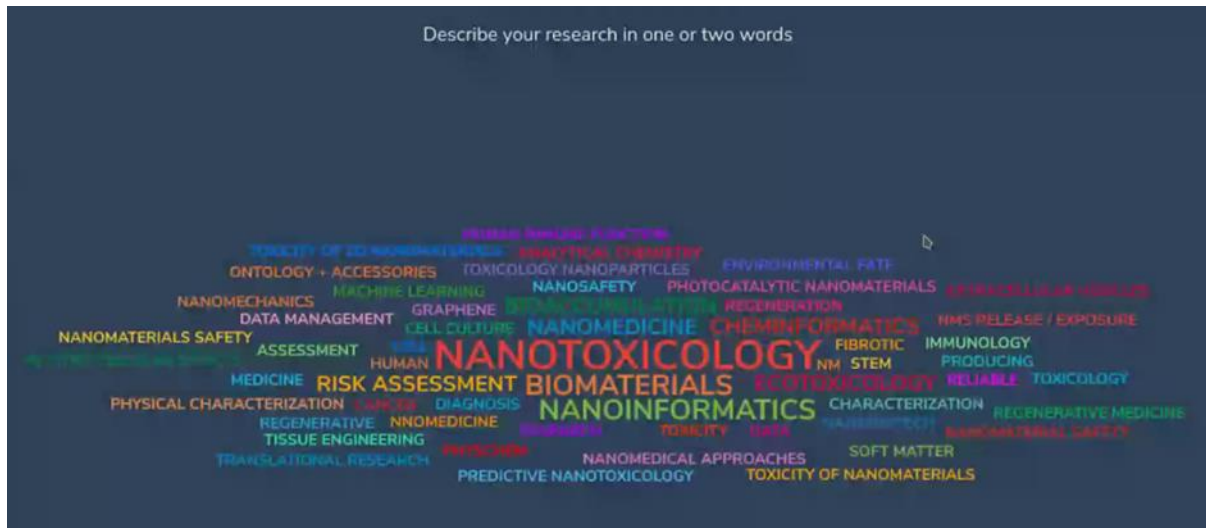 Describe your research in one or two words
HUMAN IMMUNE FUNCTION
TOXICITY OF 2D NANOMATERIALS ANALYTICAL CHEMISTRY
ONTOLOGY + ACCESSORIES TOXICOLOGY NANOPARTICLES ENVIRONMENTAL FATE
MACHINE LEARNING NANOSAFETY PHOTOCATALYTIC NANOMATERIALS EXTRACELLULAR VESICLES
NANOMECHANICS GRAPHENE BIOACCUMULATION REGENERATION
DATA MANAGEMENT CELL CULTURE NANOMEDICINE CHEMINFORMATICS NMS RELEASE / EXPOSURE
NANOMATERIALS SAFETY ASSESSMENT NANOTOXICOLOGY FIBROTIC IMMUNOLOGY
HUMAN NM STEM PRODUCING
MEDICINE RISK ASSESSMENT BIOMATERIALS ECOTOXICOLOGY RELIABLE TOXICOLOGY
PHYSICAL CHARACTERIZATION CANCER DIAGNOSIS NANOINFORMATICS CHARACTERIZATION REGENERATIVE MEDICINE
REGENERATIVE NNOMEDICINE TOXICITY DATA NANOBIOTECH NANOMATERIAL SAFETY
TISSUE ENGINEERING PHYSCHEM SOFT MATTER
TRANSLATIONAL RESEARCH NANOMEDICAL APPROACHES
PREDICTIVE NANOTOXICOLOGY TOXICITY OF NANOMATERIALS